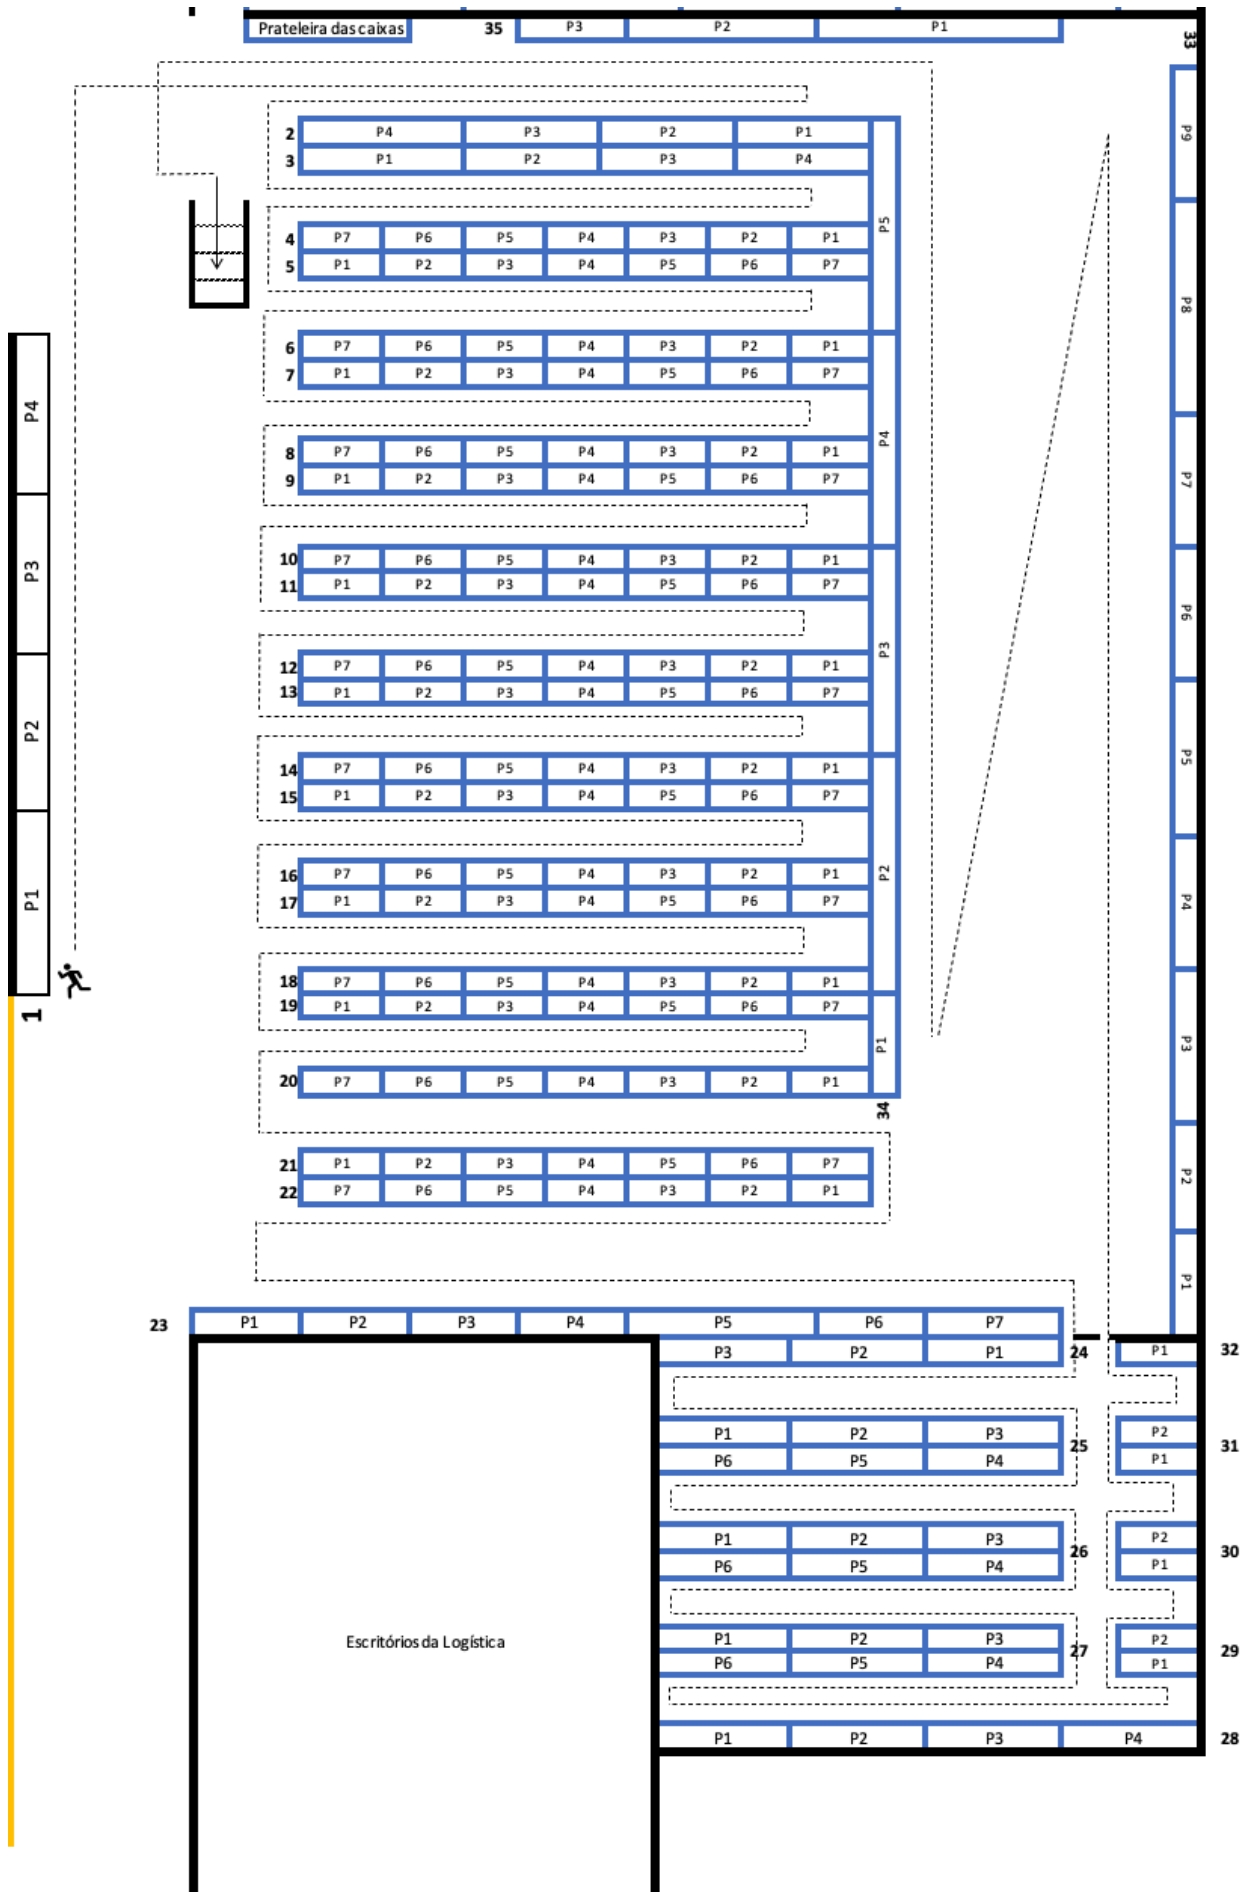 Prateleira das caixas 35 P3 P2 P1
33
2 P4 P3 P2 P1
3 P1 P2 P3 P4
P9
P5
4 P7 P6 P5 P4 P3 P2 P1
5 P1 P2 P3 P4 P5 P6 P7
P8
6 P7 P6 P5 P4 P3 P2 P1
7 P1 P2 P3 P4 P5 P6 P7
P4
P4
8 P7 P6 P5 P4 P3 P2 P1
9 P1 P2 P3 P4 P5 P6 P7
P7
10 P7 P6 P5 P4 P3 P2 P1
11 P1 P2 P3 P4 P5 P6 P7
P3
P6
P3
12 P7 P6 P5 P4 P3 P2 P1
13 P1 P2 P3 P4 P5 P6 P7
P2
P5
14 P7 P6 P5 P4 P3 P2 P1
15 P1 P2 P3 P4 P5 P6 P7
16 P7 P6 P5 P4 P3 P2 P1
17 P1 P2 P3 P4 P5 P6 P7
P2
P1
P4
18 P7 P6 P5 P4 P3 P2 P1
19 P1 P2 P3 P4 P5 P6 P7
1
P1
P3
20 P7 P6 P5 P4 P3 P2 P1
34
21 P1 P2 P3 P4 P5 P6 P7
22 P7 P6 P5 P4 P3 P2 P1
P2
P1
23 P1 P2 P3 P4 P5 P6 P7
P3 P2 P1 24 P1 32
P1 P2 P3 25 P2 31
P6 P5 P4 P1
P1 P2 P3 26 P2 30
P6 P5 P4 P1
Escritórios da Logística
P1 P2 P3 27 P2 29
P6 P5 P4 P1
P1 P2 P3 P4 28